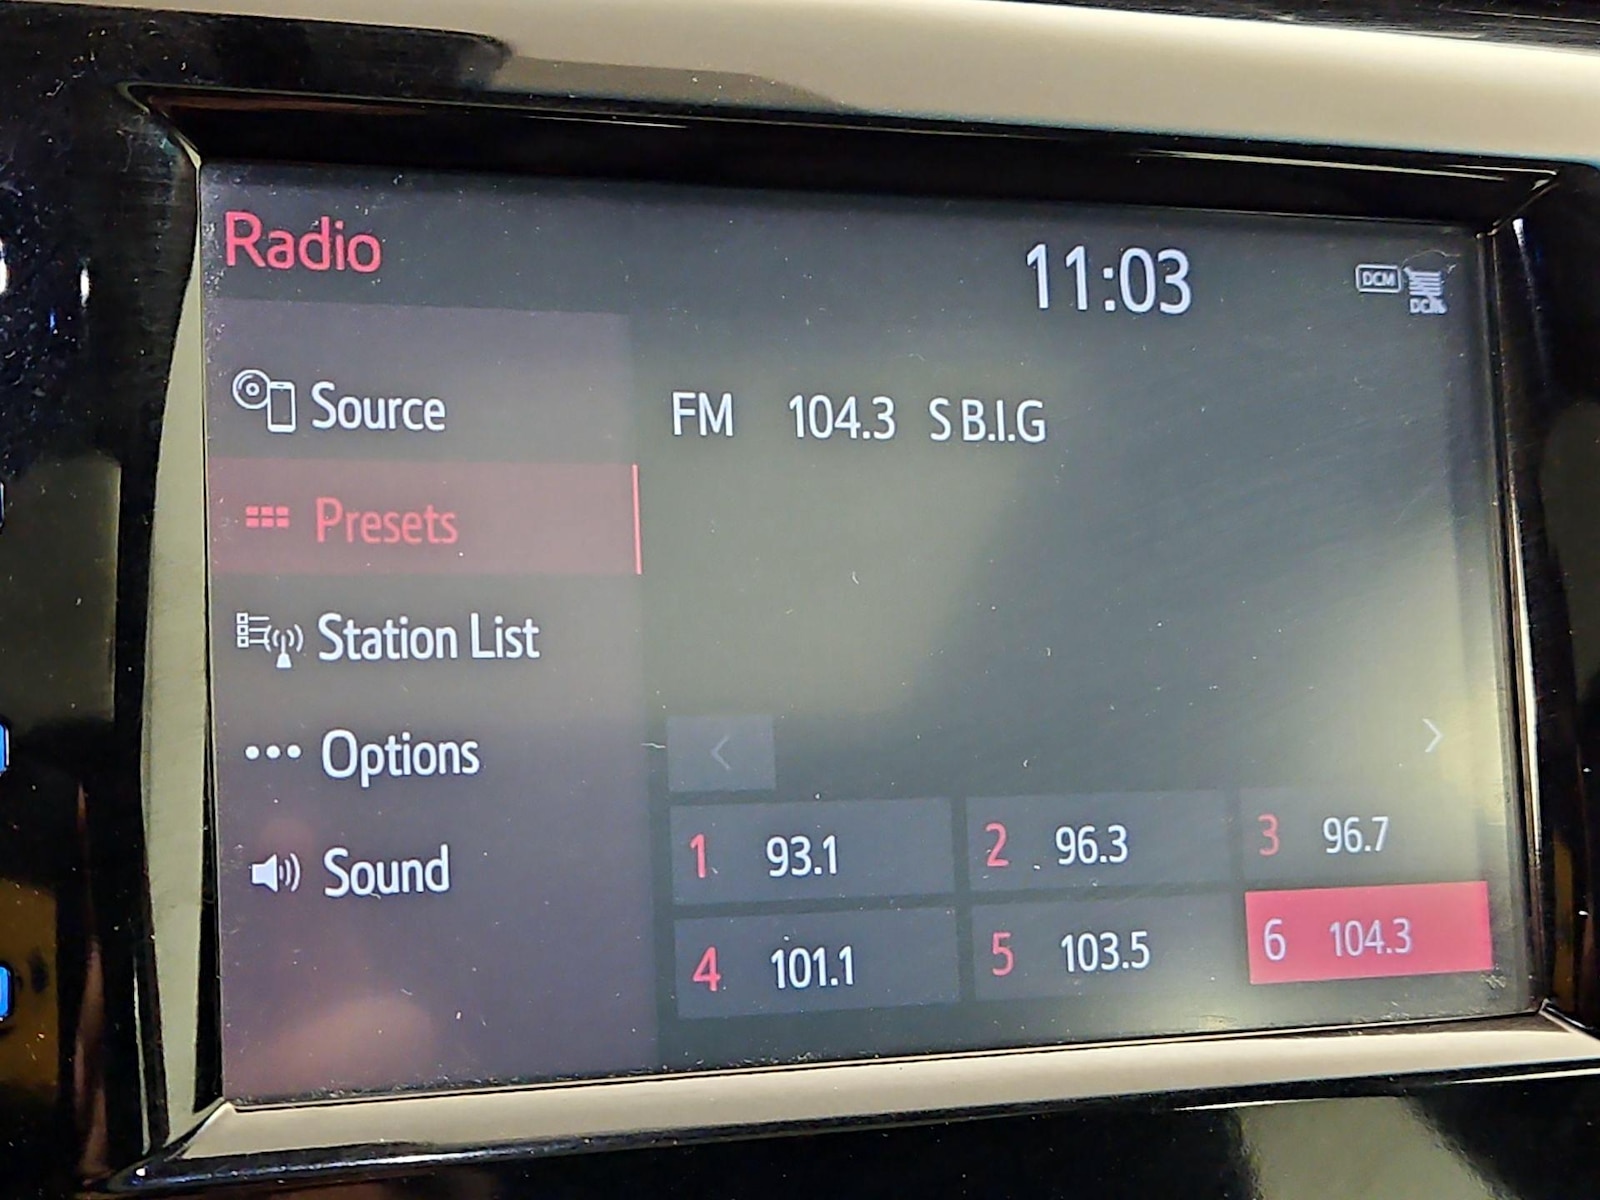 Radio
11:03
DCM
DCM
Source
FM 104.3 S B.I.G
Presets
Station List
Options
Sound
1 93.1
2 96.3
3 96.7
4 101.1
5 103.5
6 104.3